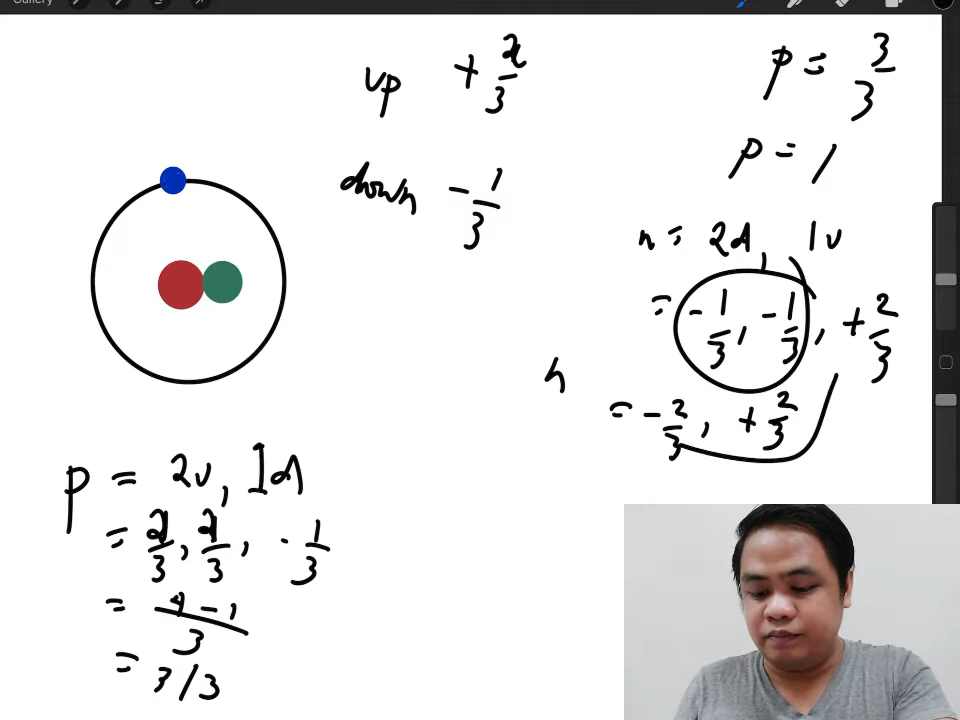 Gallery
up +2/3
down -1/3
p = 3/3
p = 1
n = 2d, 1u
= -1/3, -1/3, +2/3
n
= -2/3, +2/3
p = 2u, 1d
= 2/3, 2/3, -1/3
= 4-1/3
= 3/3